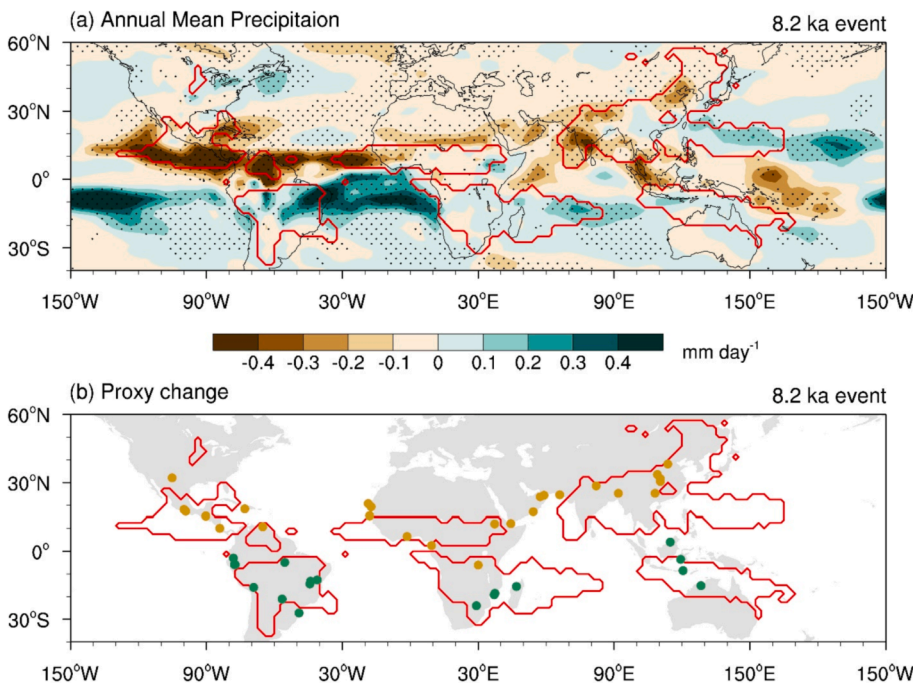 (a) Annual Mean Precipitaion 8.2 ka event
60°N
30°N
0°
30°S
150°W 90°W 30°W 30°E 90°E 150°E 150°W
-0.4 -0.3 -0.2 -0.1 0 0.1 0.2 0.3 0.4 mm day⁻¹
(b) Proxy change 8.2 ka event
60°N
30°N
0°
30°S
150°W 90°W 30°W 30°E 90°E 150°E 150°W